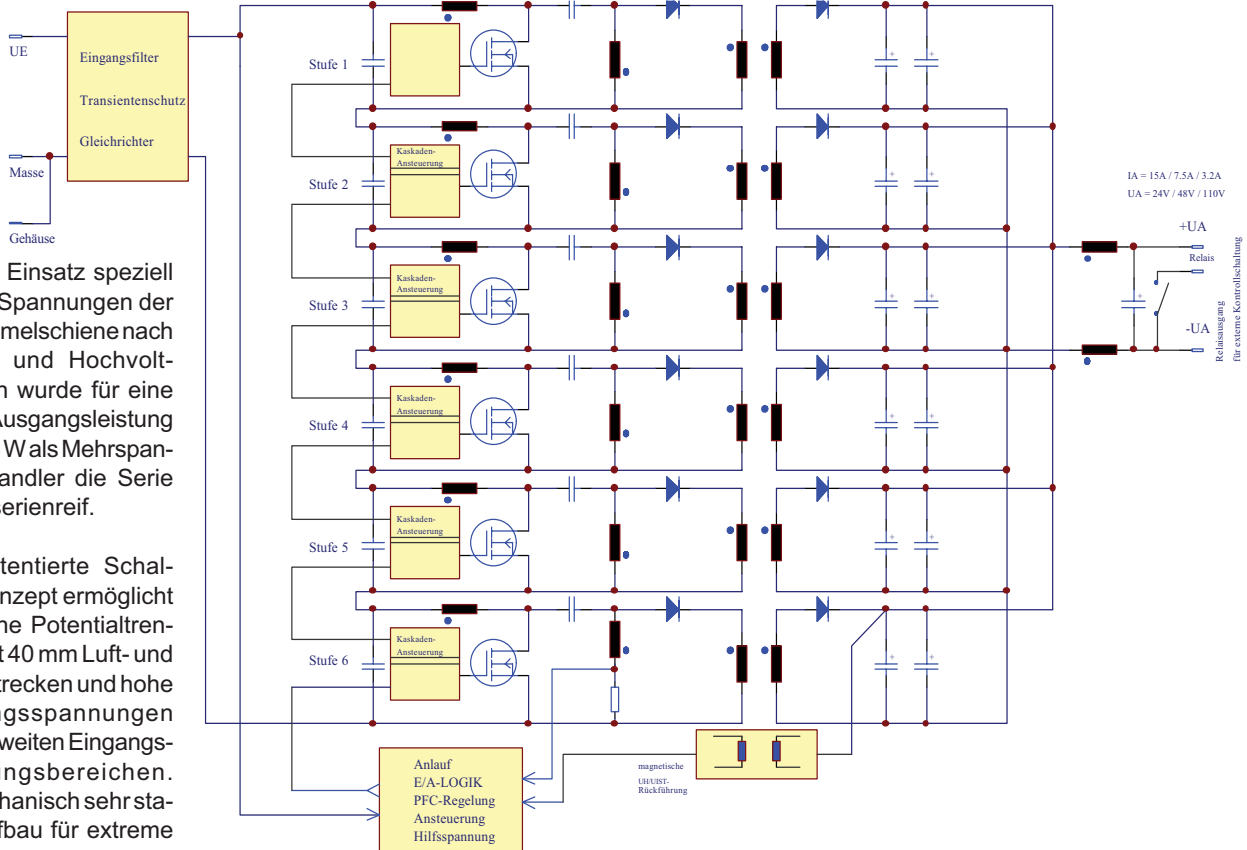 UE
Eingangsfilter
Transientenschutz
Gleichrichter
Masse
Gehäuse
Einsatz speziell
Spannungen der
melschiene nach
und Hochvolt-
n wurde für eine
Ausgangsleistung
W als Mehrspan-
andler die Serie
serienreif.
tentierte Schal-
nzept ermöglicht
ne Potentialtren-
t 40 mm Luft- und
trecken und hohe
ngsspannungen
weiten Eingangs-
ungsbereichen.
hanisch sehr sta-
fbau für extreme
Stufe 1
Kaskaden-
Ansteuerung
Stufe 2
Kaskaden-
Ansteuerung
Stufe 3
Kaskaden-
Ansteuerung
Stufe 4
Kaskaden-
Ansteuerung
Stufe 5
Kaskaden-
Ansteuerung
Stufe 6
Anlauf
E/A-LOGIK
PFC-Regelung
Ansteuerung
Hilfsspannung
magnetische
UH/UIST-
Rückführung
IA = 15A / 7.5A / 3.2A
UA = 24V / 48V / 110V
+UA
Relais
-UA
Relaisausgang
für externe Kontrollschaltung